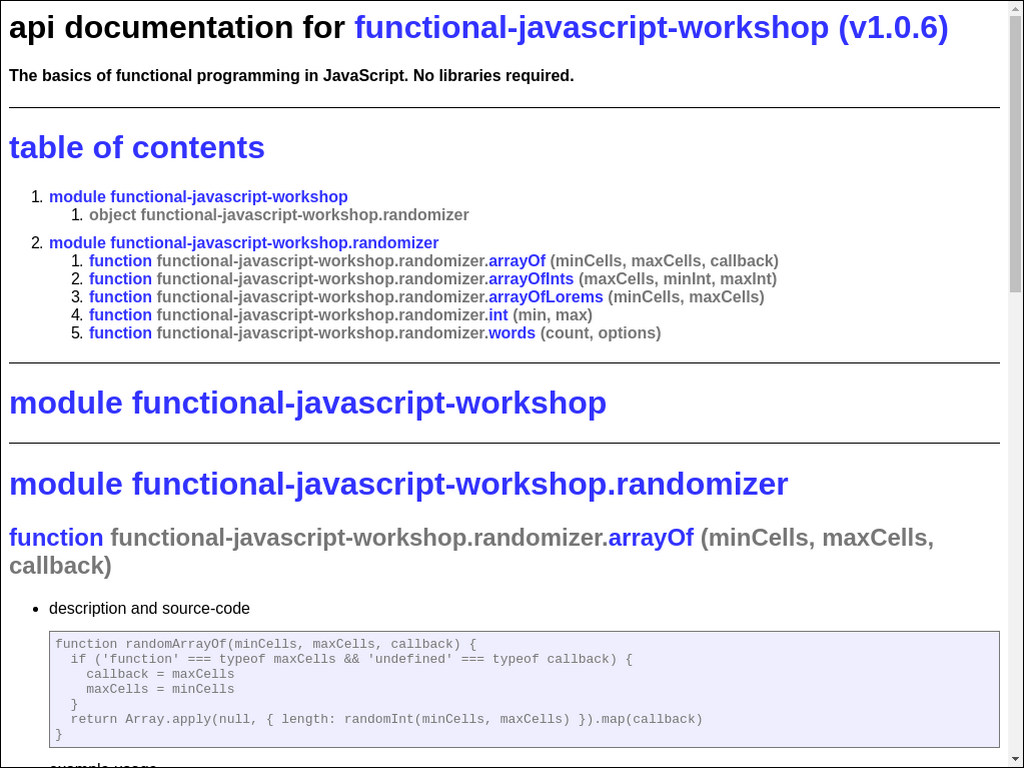 api documentation for functional-javascript-workshop (v1.0.6)
The basics of functional programming in JavaScript. No libraries required.
table of contents
1. module functional-javascript-workshop
1. object functional-javascript-workshop.randomizer
2. module functional-javascript-workshop.randomizer
1. function functional-javascript-workshop.randomizer.arrayOf (minCells, maxCells, callback)
2. function functional-javascript-workshop.randomizer.arrayOfInts (maxCells, minInt, maxInt)
3. function functional-javascript-workshop.randomizer.arrayOfLorems (minCells, maxCells)
4. function functional-javascript-workshop.randomizer.int (min, max)
5. function functional-javascript-workshop.randomizer.words (count, options)
module functional-javascript-workshop
module functional-javascript-workshop.randomizer
function functional-javascript-workshop.randomizer.arrayOf (minCells, maxCells,
callback)
• description and source-code
function randomArrayOf(minCells, maxCells, callback) {
  if ('function' === typeof maxCells && 'undefined' === typeof callback) {
    callback = maxCells
    maxCells = minCells
  }
  return Array.apply(null, { length: randomInt(minCells, maxCells) }).map(callback)
}